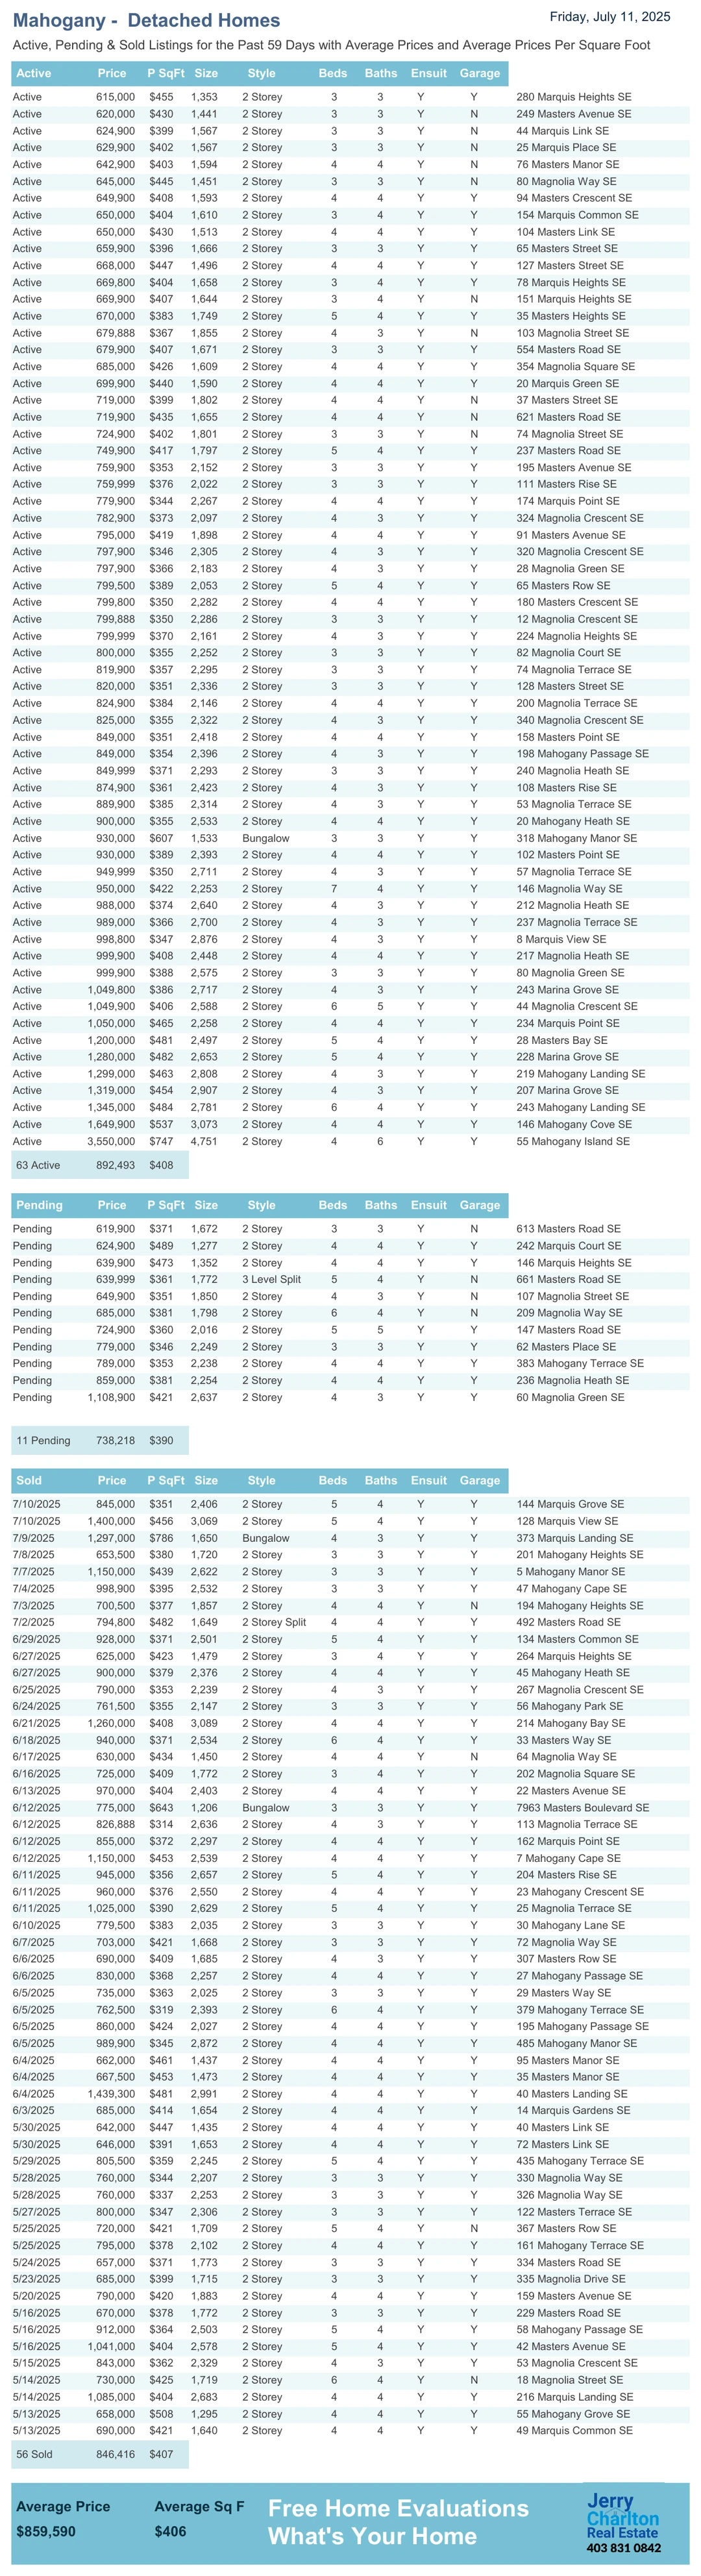 Mahogany - Detached Homes
Friday, July 11, 2025
Active, Pending & Sold Listings for the Past 59 Days with Average Prices and Average Prices Per Square Foot
Active Price P SqFt Size Style Beds Baths Ensuit Garage
Active 615,000 $455 1,353 2 Storey 3 3 Y Y 280 Marquis Heights SE
Active 620,000 $430 1,441 2 Storey 3 3 Y N 249 Masters Avenue SE
Active 624,900 $399 1,567 2 Storey 3 3 Y N 44 Marquis Link SE
Active 629,900 $402 1,567 2 Storey 3 3 Y N 25 Marquis Place SE
Active 642,900 $403 1,594 2 Storey 4 4 Y N 76 Masters Manor SE
Active 645,000 $445 1,451 2 Storey 3 3 Y N 80 Magnolia Way SE
Active 649,900 $408 1,593 2 Storey 4 4 Y Y 94 Masters Crescent SE
Active 650,000 $404 1,610 2 Storey 3 4 Y Y 154 Marquis Common SE
Active 650,000 $430 1,513 2 Storey 4 4 Y Y 104 Masters Link SE
Active 659,900 $396 1,666 2 Storey 3 3 Y Y 65 Masters Street SE
Active 668,000 $447 1,496 2 Storey 4 4 Y Y 127 Masters Street SE
Active 669,800 $404 1,658 2 Storey 3 4 Y Y 78 Marquis Heights SE
Active 669,900 $407 1,644 2 Storey 3 4 Y N 151 Marquis Heights SE
Active 670,000 $383 1,749 2 Storey 5 4 Y Y 35 Masters Heights SE
Active 679,888 $367 1,855 2 Storey 4 3 Y N 103 Magnolia Street SE
Active 679,900 $407 1,671 2 Storey 3 3 Y Y 554 Masters Road SE
Active 685,000 $426 1,609 2 Storey 4 4 Y Y 354 Magnolia Square SE
Active 699,900 $440 1,590 2 Storey 4 4 Y Y 20 Marquis Green SE
Active 719,000 $399 1,802 2 Storey 4 4 Y N 37 Masters Street SE
Active 719,900 $435 1,655 2 Storey 4 4 Y N 621 Masters Road SE
Active 724,900 $402 1,801 2 Storey 3 3 Y N 74 Magnolia Street SE
Active 749,900 $417 1,797 2 Storey 5 4 Y Y 237 Masters Road SE
Active 759,900 $353 2,152 2 Storey 3 3 Y Y 195 Masters Avenue SE
Active 759,999 $376 2,022 2 Storey 3 3 Y Y 111 Masters Rise SE
Active 779,900 $344 2,267 2 Storey 4 4 Y Y 174 Marquis Point SE
Active 782,900 $373 2,097 2 Storey 4 3 Y Y 324 Magnolia Crescent SE
Active 795,000 $419 1,898 2 Storey 4 4 Y Y 91 Masters Avenue SE
Active 797,900 $346 2,305 2 Storey 4 3 Y Y 320 Magnolia Crescent SE
Active 797,900 $366 2,183 2 Storey 4 3 Y Y 28 Magnolia Green SE
Active 799,500 $389 2,053 2 Storey 5 4 Y Y 65 Masters Row SE
Active 799,800 $350 2,282 2 Storey 4 4 Y Y 180 Masters Crescent SE
Active 799,888 $350 2,286 2 Storey 3 3 Y Y 12 Magnolia Crescent SE
Active 799,999 $370 2,161 2 Storey 4 3 Y Y 224 Magnolia Heights SE
Active 800,000 $355 2,252 2 Storey 3 3 Y Y 82 Magnolia Court SE
Active 819,900 $357 2,295 2 Storey 3 3 Y Y 74 Magnolia Terrace SE
Active 820,000 $351 2,336 2 Storey 3 3 Y Y 128 Masters Street SE
Active 824,900 $384 2,146 2 Storey 4 4 Y Y 200 Magnolia Terrace SE
Active 825,000 $355 2,322 2 Storey 4 3 Y Y 340 Magnolia Crescent SE
Active 849,000 $351 2,418 2 Storey 4 4 Y Y 158 Masters Point SE
Active 849,000 $354 2,396 2 Storey 4 3 Y Y 198 Mahogany Passage SE
Active 849,999 $371 2,293 2 Storey 3 3 Y Y 240 Magnolia Heath SE
Active 874,900 $361 2,423 2 Storey 4 3 Y Y 108 Masters Rise SE
Active 889,900 $385 2,314 2 Storey 4 3 Y Y 53 Magnolia Terrace SE
Active 900,000 $355 2,533 2 Storey 4 4 Y Y 20 Mahogany Heath SE
Active 930,000 $607 1,533 Bungalow 3 3 Y Y 318 Mahogany Manor SE
Active 930,000 $389 2,393 2 Storey 4 4 Y Y 102 Masters Point SE
Active 949,999 $350 2,711 2 Storey 4 3 Y Y 57 Magnolia Terrace SE
Active 950,000 $422 2,253 2 Storey 7 4 Y Y 146 Magnolia Way SE
Active 988,000 $374 2,640 2 Storey 4 3 Y Y 212 Magnolia Heath SE
Active 989,000 $366 2,700 2 Storey 4 3 Y Y 237 Magnolia Terrace SE
Active 998,800 $347 2,876 2 Storey 4 3 Y Y 8 Marquis View SE
Active 999,900 $408 2,448 2 Storey 4 4 Y Y 217 Magnolia Heath SE
Active 999,900 $388 2,575 2 Storey 3 3 Y Y 80 Magnolia Green SE
Active 1,049,800 $386 2,717 2 Storey 4 3 Y Y 243 Marina Grove SE
Active 1,049,900 $406 2,588 2 Storey 6 5 Y Y 44 Magnolia Crescent SE
Active 1,050,000 $465 2,258 2 Storey 4 4 Y Y 234 Marquis Point SE
Active 1,200,000 $481 2,497 2 Storey 5 4 Y Y 28 Masters Bay SE
Active 1,280,000 $482 2,653 2 Storey 5 4 Y Y 228 Marina Grove SE
Active 1,299,000 $463 2,808 2 Storey 4 3 Y Y 219 Mahogany Landing SE
Active 1,319,000 $454 2,907 2 Storey 4 3 Y Y 207 Marina Grove SE
Active 1,345,000 $484 2,781 2 Storey 6 4 Y Y 243 Mahogany Landing SE
Active 1,649,900 $537 3,073 2 Storey 4 4 Y Y 146 Mahogany Cove SE
Active 3,550,000 $747 4,751 2 Storey 4 6 Y Y 55 Mahogany Island SE
63 Active 892,493 $408
Pending Price P SqFt Size Style Beds Baths Ensuit Garage
Pending 619,900 $371 1,672 2 Storey 3 3 Y N 613 Masters Road SE
Pending 624,900 $489 1,277 2 Storey 4 4 Y Y 242 Marquis Court SE
Pending 639,900 $473 1,352 2 Storey 4 4 Y Y 146 Marquis Heights SE
Pending 639,999 $361 1,772 3 Level Split 5 4 Y N 661 Masters Road SE
Pending 649,900 $351 1,850 2 Storey 4 3 Y N 107 Magnolia Street SE
Pending 685,000 $381 1,798 2 Storey 6 4 Y N 209 Magnolia Way SE
Pending 724,900 $360 2,016 2 Storey 5 5 Y Y 147 Masters Road SE
Pending 779,000 $346 2,249 2 Storey 3 3 Y Y 62 Masters Place SE
Pending 789,000 $353 2,238 2 Storey 4 4 Y Y 383 Mahogany Terrace SE
Pending 859,000 $381 2,254 2 Storey 4 4 Y Y 236 Magnolia Heath SE
Pending 1,108,900 $421 2,637 2 Storey 4 3 Y Y 60 Magnolia Green SE
11 Pending 738,218 $390
Sold Price P SqFt Size Style Beds Baths Ensuit Garage
7/10/2025 845,000 $351 2,406 2 Storey 5 4 Y Y 144 Marquis Grove SE
7/10/2025 1,400,000 $456 3,069 2 Storey 5 4 Y Y 128 Marquis View SE
7/9/2025 1,297,000 $786 1,650 Bungalow 4 3 Y Y 373 Marquis Landing SE
7/8/2025 653,500 $380 1,720 2 Storey 3 3 Y Y 201 Mahogany Heights SE
7/7/2025 1,150,000 $439 2,622 2 Storey 3 3 Y Y 5 Mahogany Manor SE
7/4/2025 998,900 $395 2,532 2 Storey 3 3 Y Y 47 Mahogany Cape SE
7/3/2025 700,500 $377 1,857 2 Storey 4 4 Y N 194 Mahogany Heights SE
7/2/2025 794,800 $482 1,649 2 Storey Split 4 4 Y Y 492 Masters Road SE
6/29/2025 928,000 $371 2,501 2 Storey 5 4 Y Y 134 Masters Common SE
6/27/2025 625,000 $423 1,479 2 Storey 3 4 Y Y 264 Marquis Heights SE
6/27/2025 900,000 $379 2,376 2 Storey 4 4 Y Y 45 Mahogany Heath SE
6/25/2025 790,000 $353 2,239 2 Storey 4 3 Y Y 267 Magnolia Crescent SE
6/24/2025 761,500 $355 2,147 2 Storey 3 3 Y Y 56 Mahogany Park SE
6/21/2025 1,260,000 $408 3,089 2 Storey 4 4 Y Y 214 Mahogany Bay SE
6/18/2025 940,000 $371 2,534 2 Storey 6 4 Y Y 33 Masters Way SE
6/17/2025 630,000 $434 1,450 2 Storey 4 4 Y N 64 Magnolia Way SE
6/16/2025 725,000 $409 1,772 2 Storey 3 4 Y Y 202 Magnolia Square SE
6/13/2025 970,000 $404 2,403 2 Storey 4 4 Y Y 22 Masters Avenue SE
6/12/2025 775,000 $643 1,206 Bungalow 3 3 Y Y 7963 Masters Boulevard SE
6/12/2025 826,888 $314 2,636 2 Storey 4 3 Y Y 113 Magnolia Terrace SE
6/12/2025 855,000 $372 2,297 2 Storey 4 4 Y Y 162 Marquis Point SE
6/12/2025 1,150,000 $453 2,539 2 Storey 4 4 Y Y 7 Mahogany Cape SE
6/11/2025 945,000 $356 2,657 2 Storey 5 4 Y Y 204 Masters Rise SE
6/11/2025 960,000 $376 2,550 2 Storey 4 4 Y Y 23 Mahogany Crescent SE
6/11/2025 1,025,000 $390 2,629 2 Storey 5 4 Y Y 25 Magnolia Terrace SE
6/10/2025 779,500 $383 2,035 2 Storey 3 3 Y Y 30 Mahogany Lane SE
6/7/2025 703,000 $421 1,668 2 Storey 3 3 Y Y 72 Magnolia Way SE
6/6/2025 690,000 $409 1,685 2 Storey 4 3 Y Y 307 Masters Row SE
6/6/2025 830,000 $368 2,257 2 Storey 4 4 Y Y 27 Mahogany Passage SE
6/5/2025 735,000 $363 2,025 2 Storey 3 3 Y Y 29 Masters Way SE
6/5/2025 762,500 $319 2,393 2 Storey 6 4 Y Y 379 Mahogany Terrace SE
6/5/2025 860,000 $424 2,027 2 Storey 4 4 Y Y 195 Mahogany Passage SE
6/5/2025 989,900 $345 2,872 2 Storey 4 4 Y Y 485 Mahogany Manor SE
6/4/2025 662,000 $461 1,437 2 Storey 4 4 Y Y 95 Masters Manor SE
6/4/2025 667,500 $453 1,473 2 Storey 4 4 Y Y 35 Masters Manor SE
6/4/2025 1,439,300 $481 2,991 2 Storey 4 4 Y Y 40 Masters Landing SE
6/3/2025 685,000 $414 1,654 2 Storey 4 4 Y Y 14 Marquis Gardens SE
5/30/2025 642,000 $447 1,435 2 Storey 4 4 Y Y 40 Masters Link SE
5/30/2025 646,000 $391 1,653 2 Storey 4 4 Y Y 72 Masters Link SE
5/29/2025 805,500 $359 2,245 2 Storey 5 4 Y Y 435 Mahogany Terrace SE
5/28/2025 760,000 $344 2,207 2 Storey 3 3 Y Y 330 Magnolia Way SE
5/28/2025 760,000 $337 2,253 2 Storey 3 3 Y Y 326 Magnolia Way SE
5/27/2025 800,000 $347 2,306 2 Storey 3 3 Y Y 122 Masters Terrace SE
5/25/2025 720,000 $421 1,709 2 Storey 5 4 Y N 367 Masters Row SE
5/25/2025 795,000 $378 2,102 2 Storey 4 4 Y Y 161 Mahogany Terrace SE
5/24/2025 657,000 $371 1,773 2 Storey 3 3 Y Y 334 Masters Road SE
5/23/2025 685,000 $399 1,715 2 Storey 3 3 Y Y 335 Magnolia Drive SE
5/20/2025 790,000 $420 1,883 2 Storey 4 4 Y Y 159 Masters Avenue SE
5/16/2025 670,000 $378 1,772 2 Storey 3 3 Y Y 229 Masters Road SE
5/16/2025 912,000 $364 2,503 2 Storey 5 4 Y Y 58 Mahogany Passage SE
5/16/2025 1,041,000 $404 2,578 2 Storey 5 4 Y Y 42 Masters Avenue SE
5/15/2025 843,000 $362 2,329 2 Storey 4 3 Y Y 53 Magnolia Crescent SE
5/14/2025 730,000 $425 1,719 2 Storey 6 4 Y N 18 Magnolia Street SE
5/14/2025 1,085,000 $404 2,683 2 Storey 4 4 Y Y 216 Marquis Landing SE
5/13/2025 658,000 $508 1,295 2 Storey 4 4 Y Y 55 Mahogany Grove SE
5/13/2025 690,000 $421 1,640 2 Storey 4 4 Y Y 49 Marquis Common SE
56 Sold 846,416 $407
Average Price Average Sq F
$859,590 $406
Free Home Evaluations
What's Your Home
Jerry
Charlton
Real Estate
403 831 0842